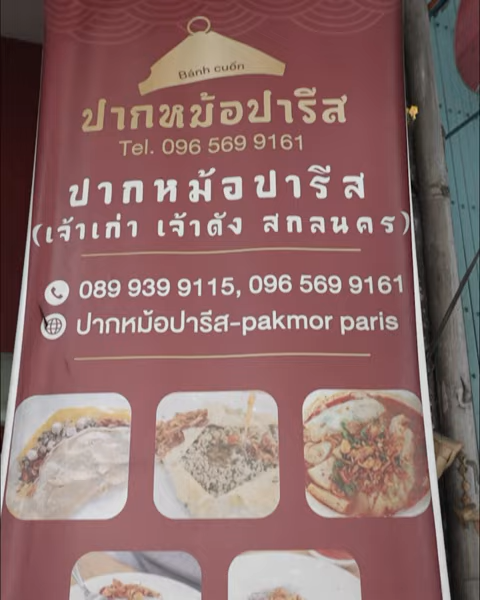 Bánh cuốn
ปากหม้อปารีส
Tel. 096 569 9161
ปากหม้อปารีส
(เจ้าเก่า เจ้าดัง สกลนคร)
089 939 9115, 096 569 9161
ปากหม้อปารีส-pakmor paris